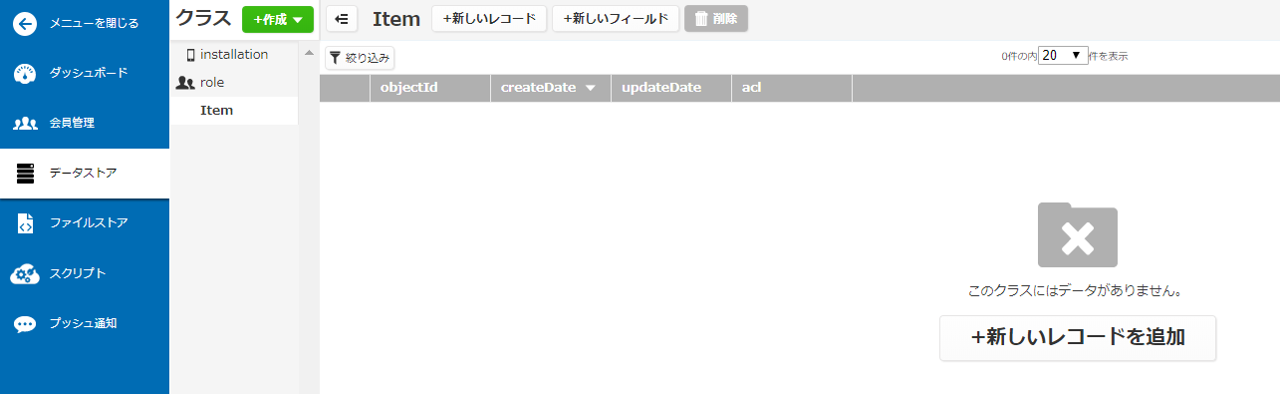 メニューを閉じる
ダッシュボード
会員管理
データストア
ファイルストア
スクリプト
プッシュ通知
クラス
+作成
installation
role
Item
Item
+新しいレコード
+新しいフィールド
削除
絞り込み
0件の内 20 件を表示
objectId createDate updateDate acl
このクラスにはデータがありません。
+新しいレコードを追加